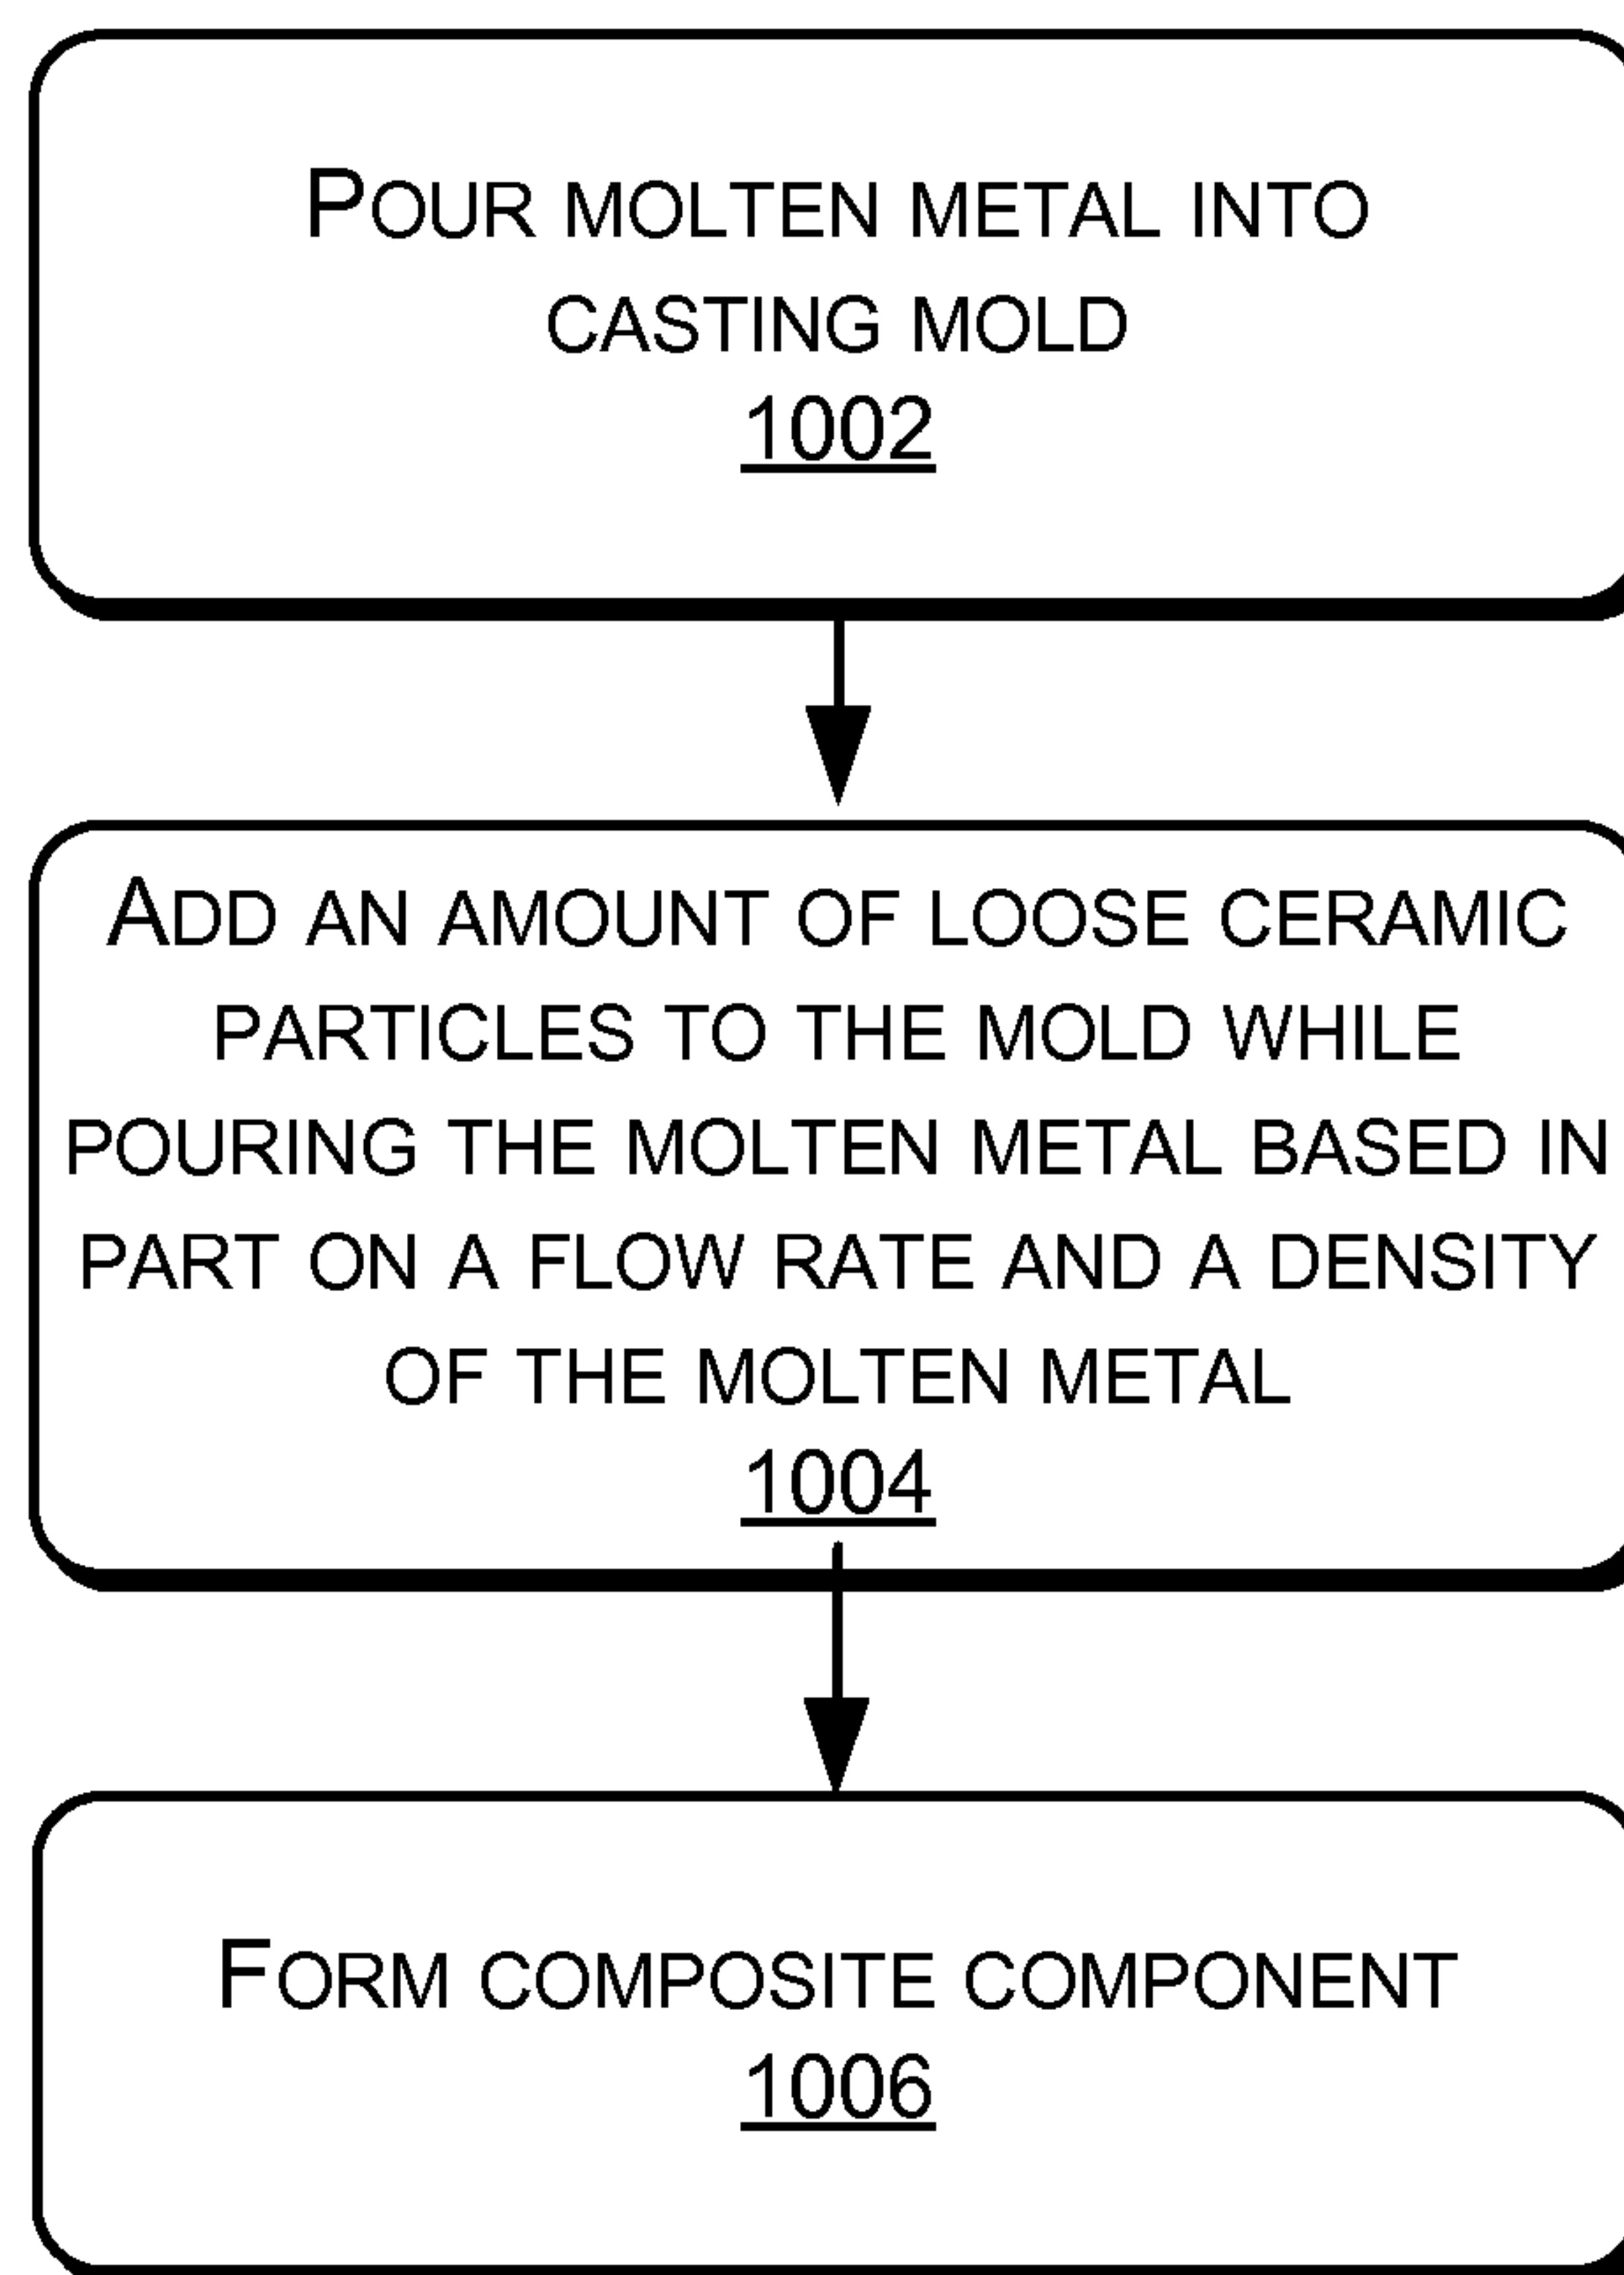 POUR MOLTEN METAL INTO
CASTING MOLD
1002
ADD AN AMOUNT OF LOOSE CERAMIC
PARTICLES TO THE MOLD WHILE
POURING THE MOLTEN METAL BASED IN
PART ON A FLOW RATE AND A DENSITY
OF THE MOLTEN METAL
1004
FORM COMPOSITE COMPONENT
1006